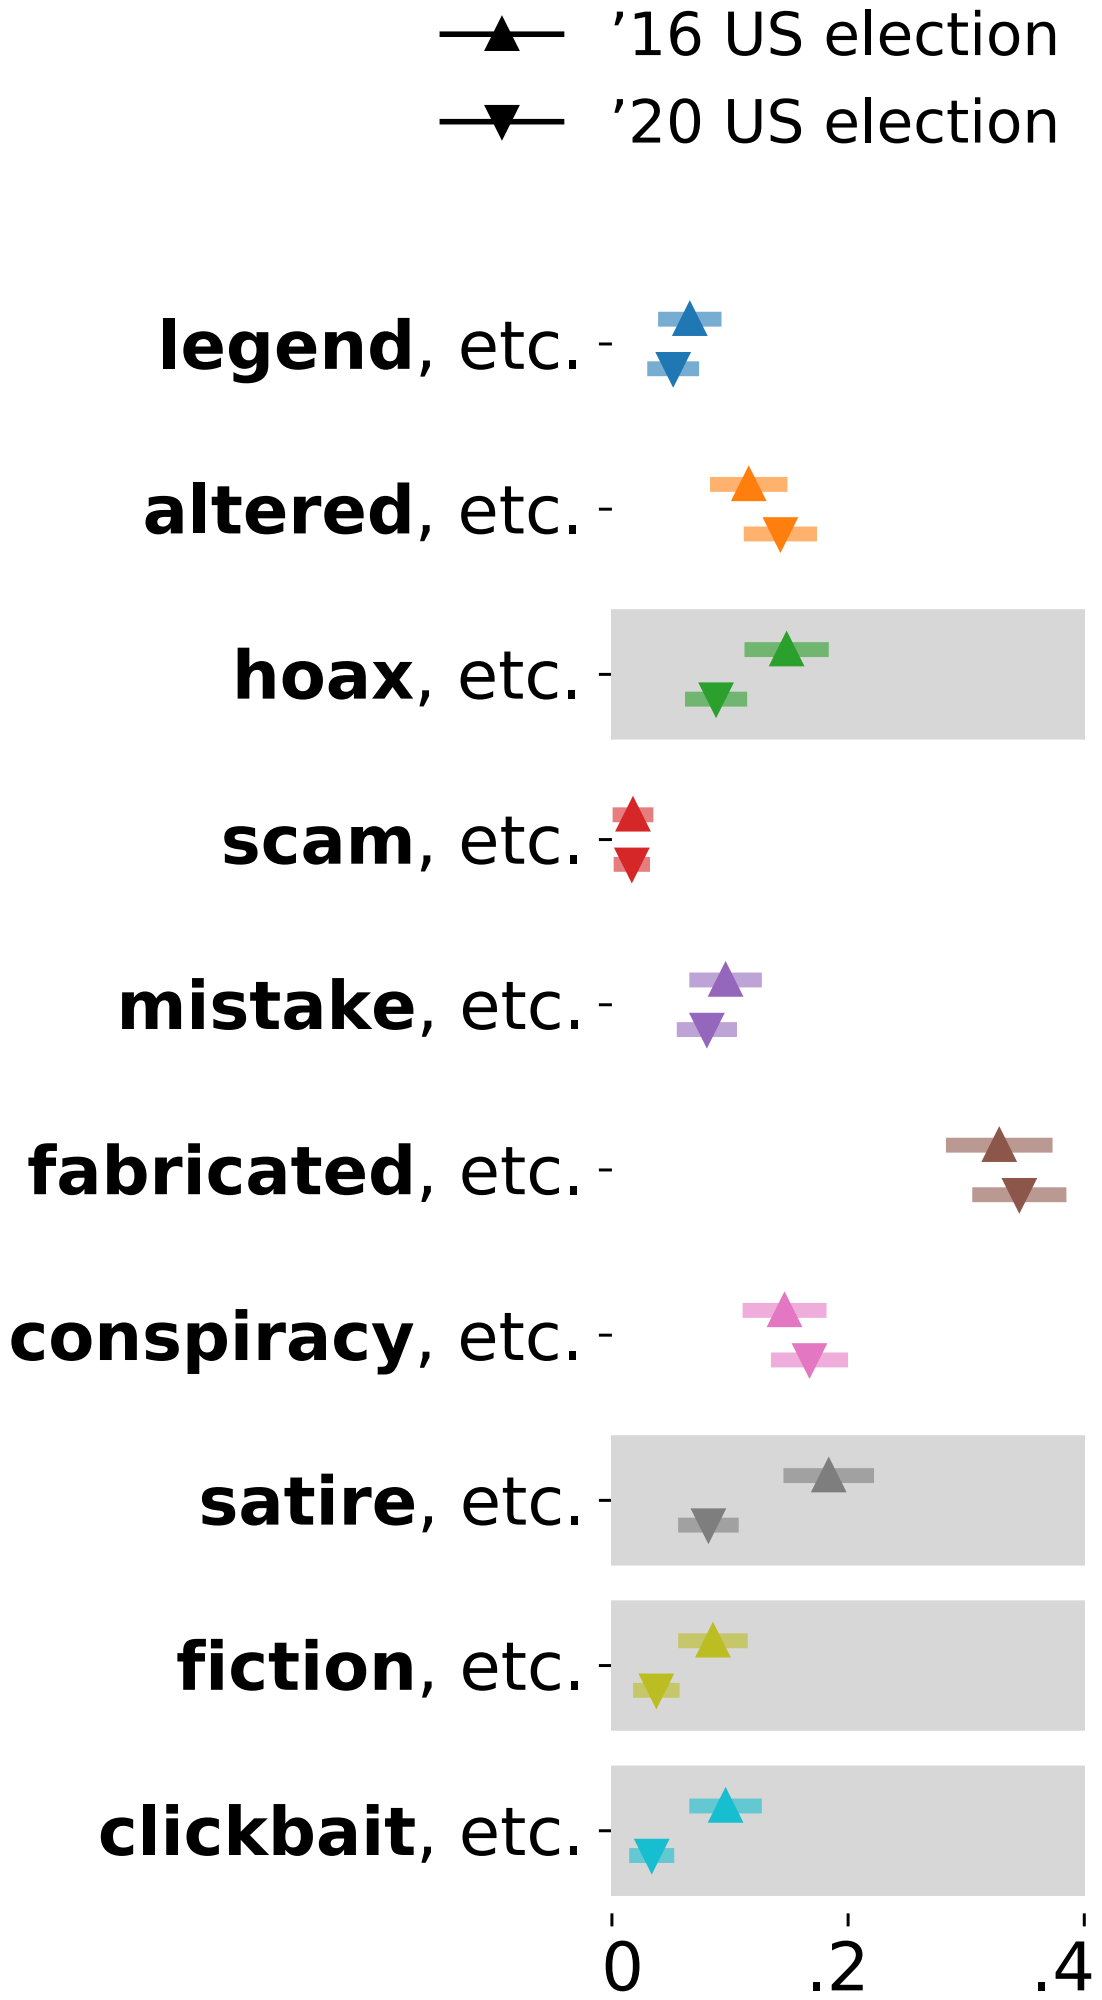 ’16 US election
’20 US election
legend, etc.
altered, etc.
hoax, etc.
scam, etc.
mistake, etc.
fabricated, etc.
conspiracy, etc.
satire, etc.
fiction, etc.
clickbait, etc.
0 .2 .4